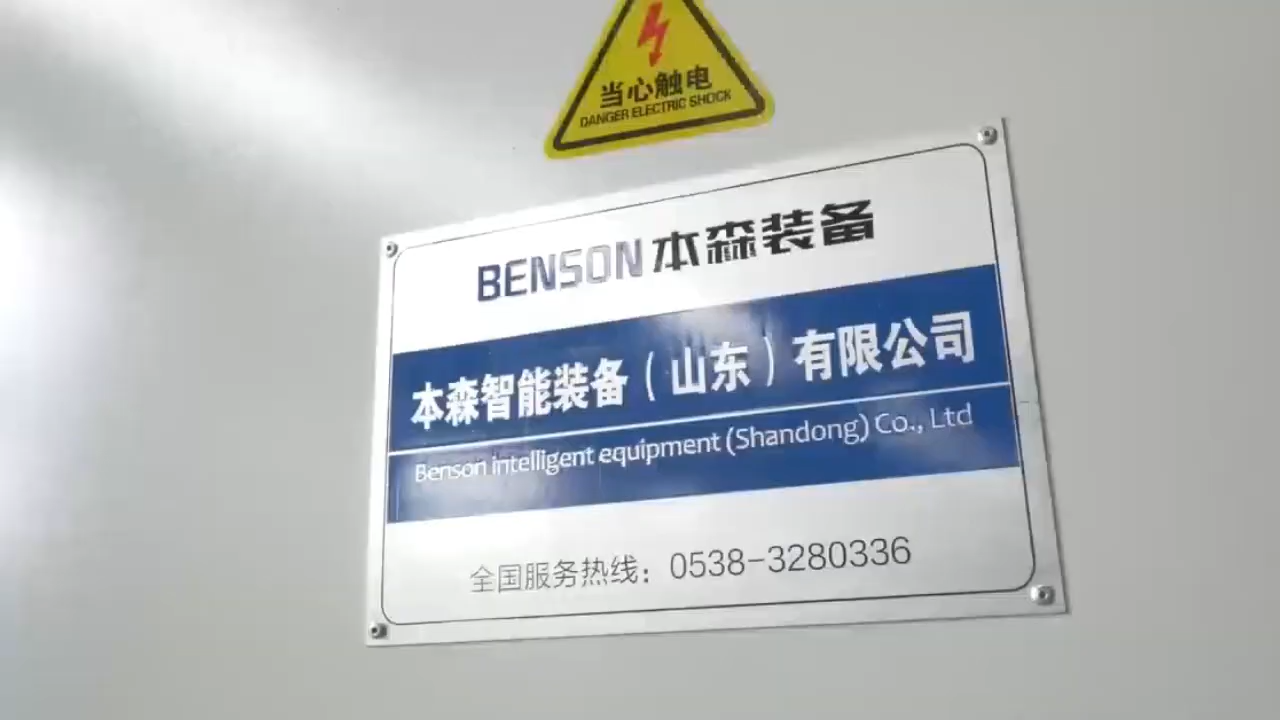 当心触电
DANGER ELECTRIC SHOCK
BENSON 本森装备
本森智能装备（山东）有限公司
Benson intelligent equipment (Shandong) Co., Ltd
全国服务热线：0538-3280336